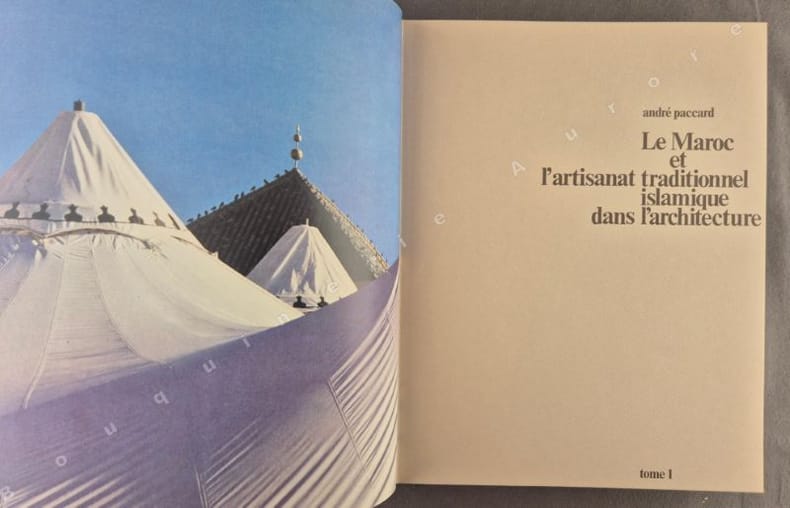 andré paccard
Le Maroc
et
l'artisanat traditionnel
islamique
dans l'architecture
tome 1
Bouquinerie Aurore